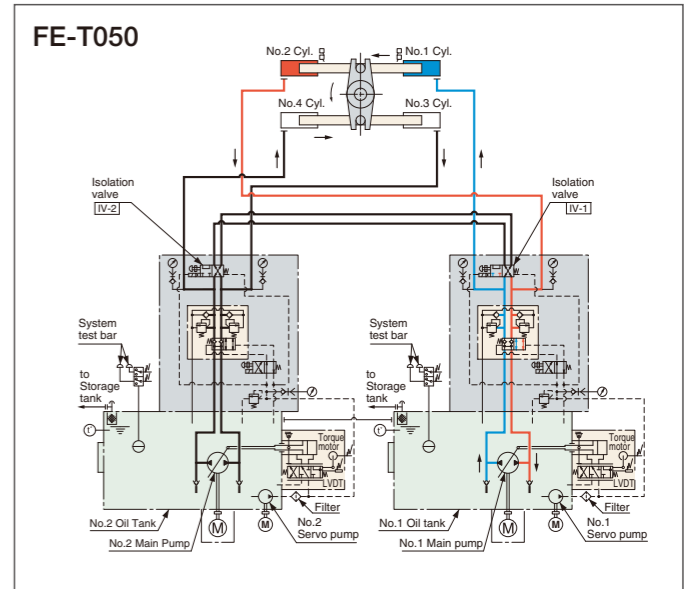 FE-T050
No.2 Cyl.
No.1 Cyl.
No.4 Cyl.
No.3 Cyl.
Isolation
valve
IV-2
Isolation
valve
IV-1
System
test bar
to
Storage
tank
t°
Torque
motor
LVDT
Filter
No.2 Oil Tank
M
M
No.2
Servo pump
No.2 Main Pump
System
test bar
to
Storage
tank
t°
Torque
motor
LVDT
Filter
No.1 Oil tank
M
M
No.1
Servo pump
No.1 Main pump